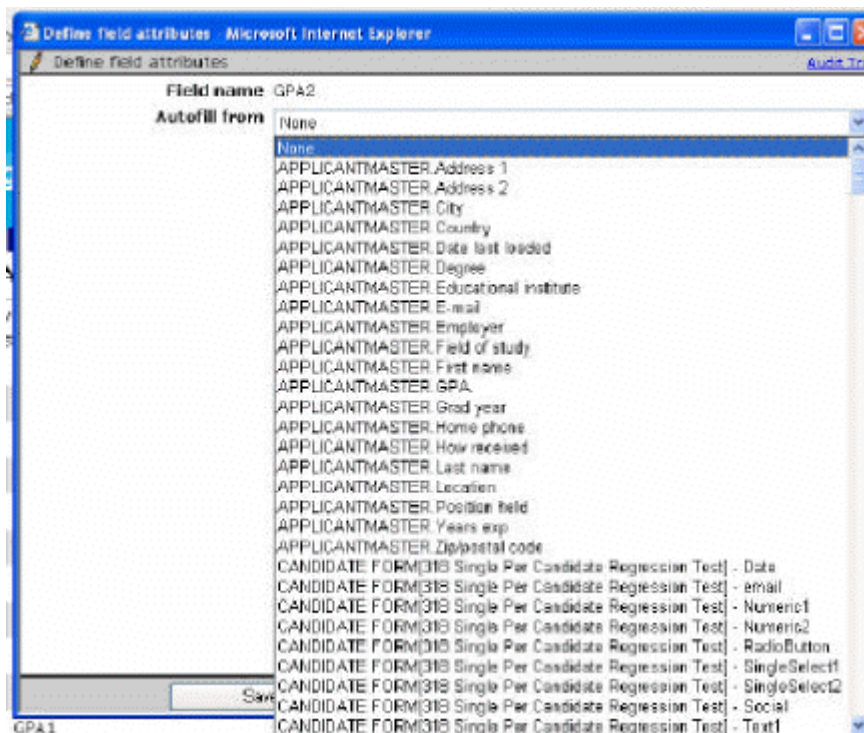 Define field attributes - Microsoft Internet Explorer
Define field attributes
Audit Tr
Field name GPA2
Autofill from None
None
APPLICANTMASTER.Address 1
APPLICANTMASTER.Address 2
APPLICANTMASTER.City
APPLICANTMASTER.Country
APPLICANTMASTER.Date last loaded
APPLICANTMASTER.Degree
APPLICANTMASTER.Educational institute
APPLICANTMASTER.E-mail
APPLICANTMASTER.Employer
APPLICANTMASTER.Field of study
APPLICANTMASTER.First name
APPLICANTMASTER.GPA
APPLICANTMASTER.Grad year
APPLICANTMASTER.Home phone
APPLICANTMASTER.How received
APPLICANTMASTER.Last name
APPLICANTMASTER.Location
APPLICANTMASTER.Position held
APPLICANTMASTER.Years exp
APPLICANTMASTER.Zip/postal code
CANDIDATE FORM[318 Single Per Candidate Regression Test] - Date
CANDIDATE FORM[318 Single Per Candidate Regression Test] - email
CANDIDATE FORM[318 Single Per Candidate Regression Test] - Numeric1
CANDIDATE FORM[318 Single Per Candidate Regression Test] - Numeric2
CANDIDATE FORM[318 Single Per Candidate Regression Test] - RadioButton
CANDIDATE FORM[318 Single Per Candidate Regression Test] - SingleSelect1
CANDIDATE FORM[318 Single Per Candidate Regression Test] - SingleSelect2
CANDIDATE FORM[318 Single Per Candidate Regression Test] - Social
CANDIDATE FORM[318 Single Per Candidate Regression Test] - Text1
Save
GPA1